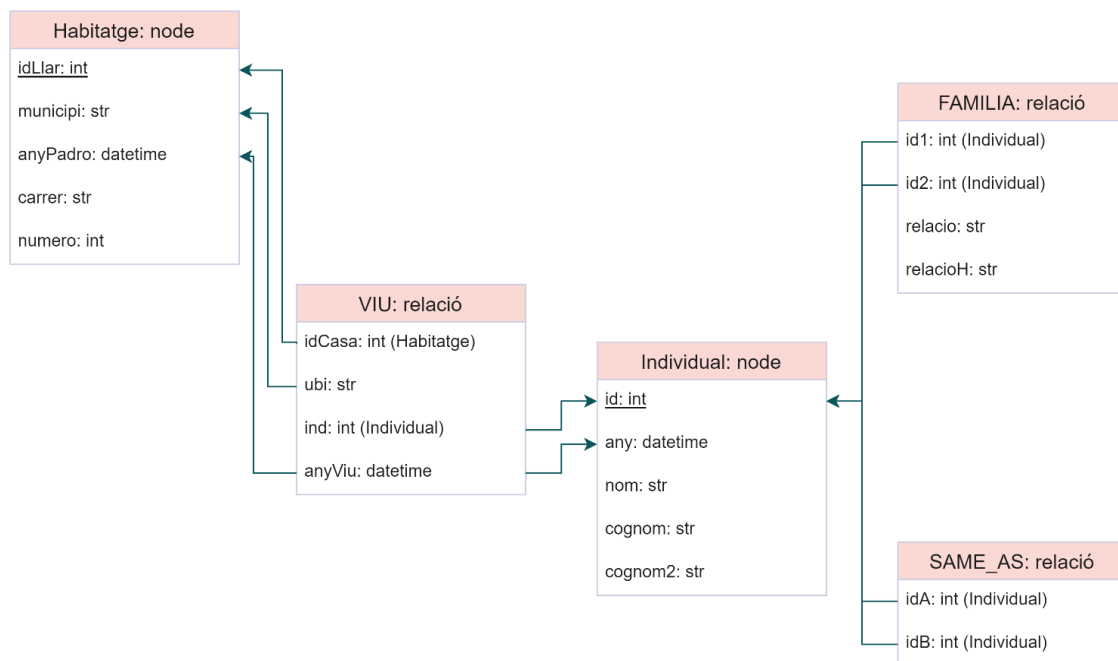 Habitatge: node
idLlar: int
municipi: str
anyPadro: datetime
carrer: str
numero: int
VIU: relació
idCasa: int (Habitatge)
ubi: str
ind: int (Individual)
anyViu: datetime
Individual: node
id: int
any: datetime
nom: str
cognom: str
cognom2: str
FAMILIA: relació
id1: int (Individual)
id2: int (Individual)
relacio: str
relacioH: str
SAME_AS: relació
idA: int (Individual)
idB: int (Individual)